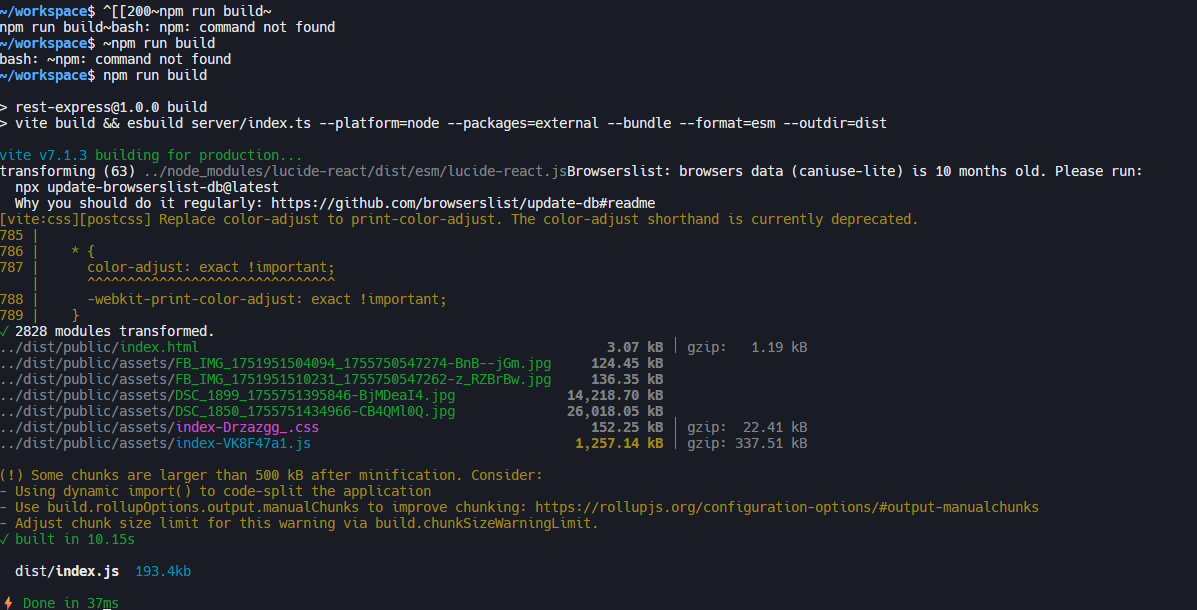 ~/workspace$ ^[[200~npm run build~
npm run build~bash: npm: command not found
~/workspace$ ~npm run build
bash: ~npm: command not found
~/workspace$ npm run build
> rest-express@1.0.0 build
> vite build && esbuild server/index.ts --platform=node --packages=external --bundle --format=esm --outdir=dist
vite v7.1.3 building for production...
transforming (63) ../node_modules/lucide-react/dist/esm/lucide-react.jsBrowserslist: browsers data (caniuse-lite) is 10 months old. Please run:
  npx update-browserslist-db@latest
  Why you should do it regularly: https://github.com/browserslist/update-db#readme
[vite:css][postcss] Replace color-adjust to print-color-adjust. The color-adjust shorthand is currently deprecated.
785 |
786 |    * {
787 |      color-adjust: exact !important;
    |      ^^^^^^^^^^^^^^^^^^^^^^^^^^^^^^^
788 |      -webkit-print-color-adjust: exact !important;
789 |    }
✓ 2828 modules transformed.
../dist/public/index.html                                                   3.07 kB │ gzip:   1.19 kB
../dist/public/assets/FB_IMG_1751951504094_1755750547274-BnB--jGm.jpg     124.45 kB
../dist/public/assets/FB_IMG_1751951510231_1755750547262-z_RZBrBw.jpg     136.35 kB
../dist/public/assets/DSC_1899_1755751395846-BjMDeaI4.jpg              14,218.70 kB
../dist/public/assets/DSC_1850_1755751434966-CB4QMl0Q.jpg              26,018.05 kB
../dist/public/assets/index-Drzazgg_.css                                  152.25 kB │ gzip:  22.41 kB
../dist/public/assets/index-VK8F47a1.js                                 1,257.14 kB │ gzip: 337.51 kB
(!) Some chunks are larger than 500 kB after minification. Consider:
- Using dynamic import() to code-split the application
- Use build.rollupOptions.output.manualChunks to improve chunking: https://rollupjs.org/configuration-options/#output-manualchunks
- Adjust chunk size limit for this warning via build.chunkSizeWarningLimit.
✓ built in 10.15s
  dist/index.js  193.4kb
⚡ Done in 37ms